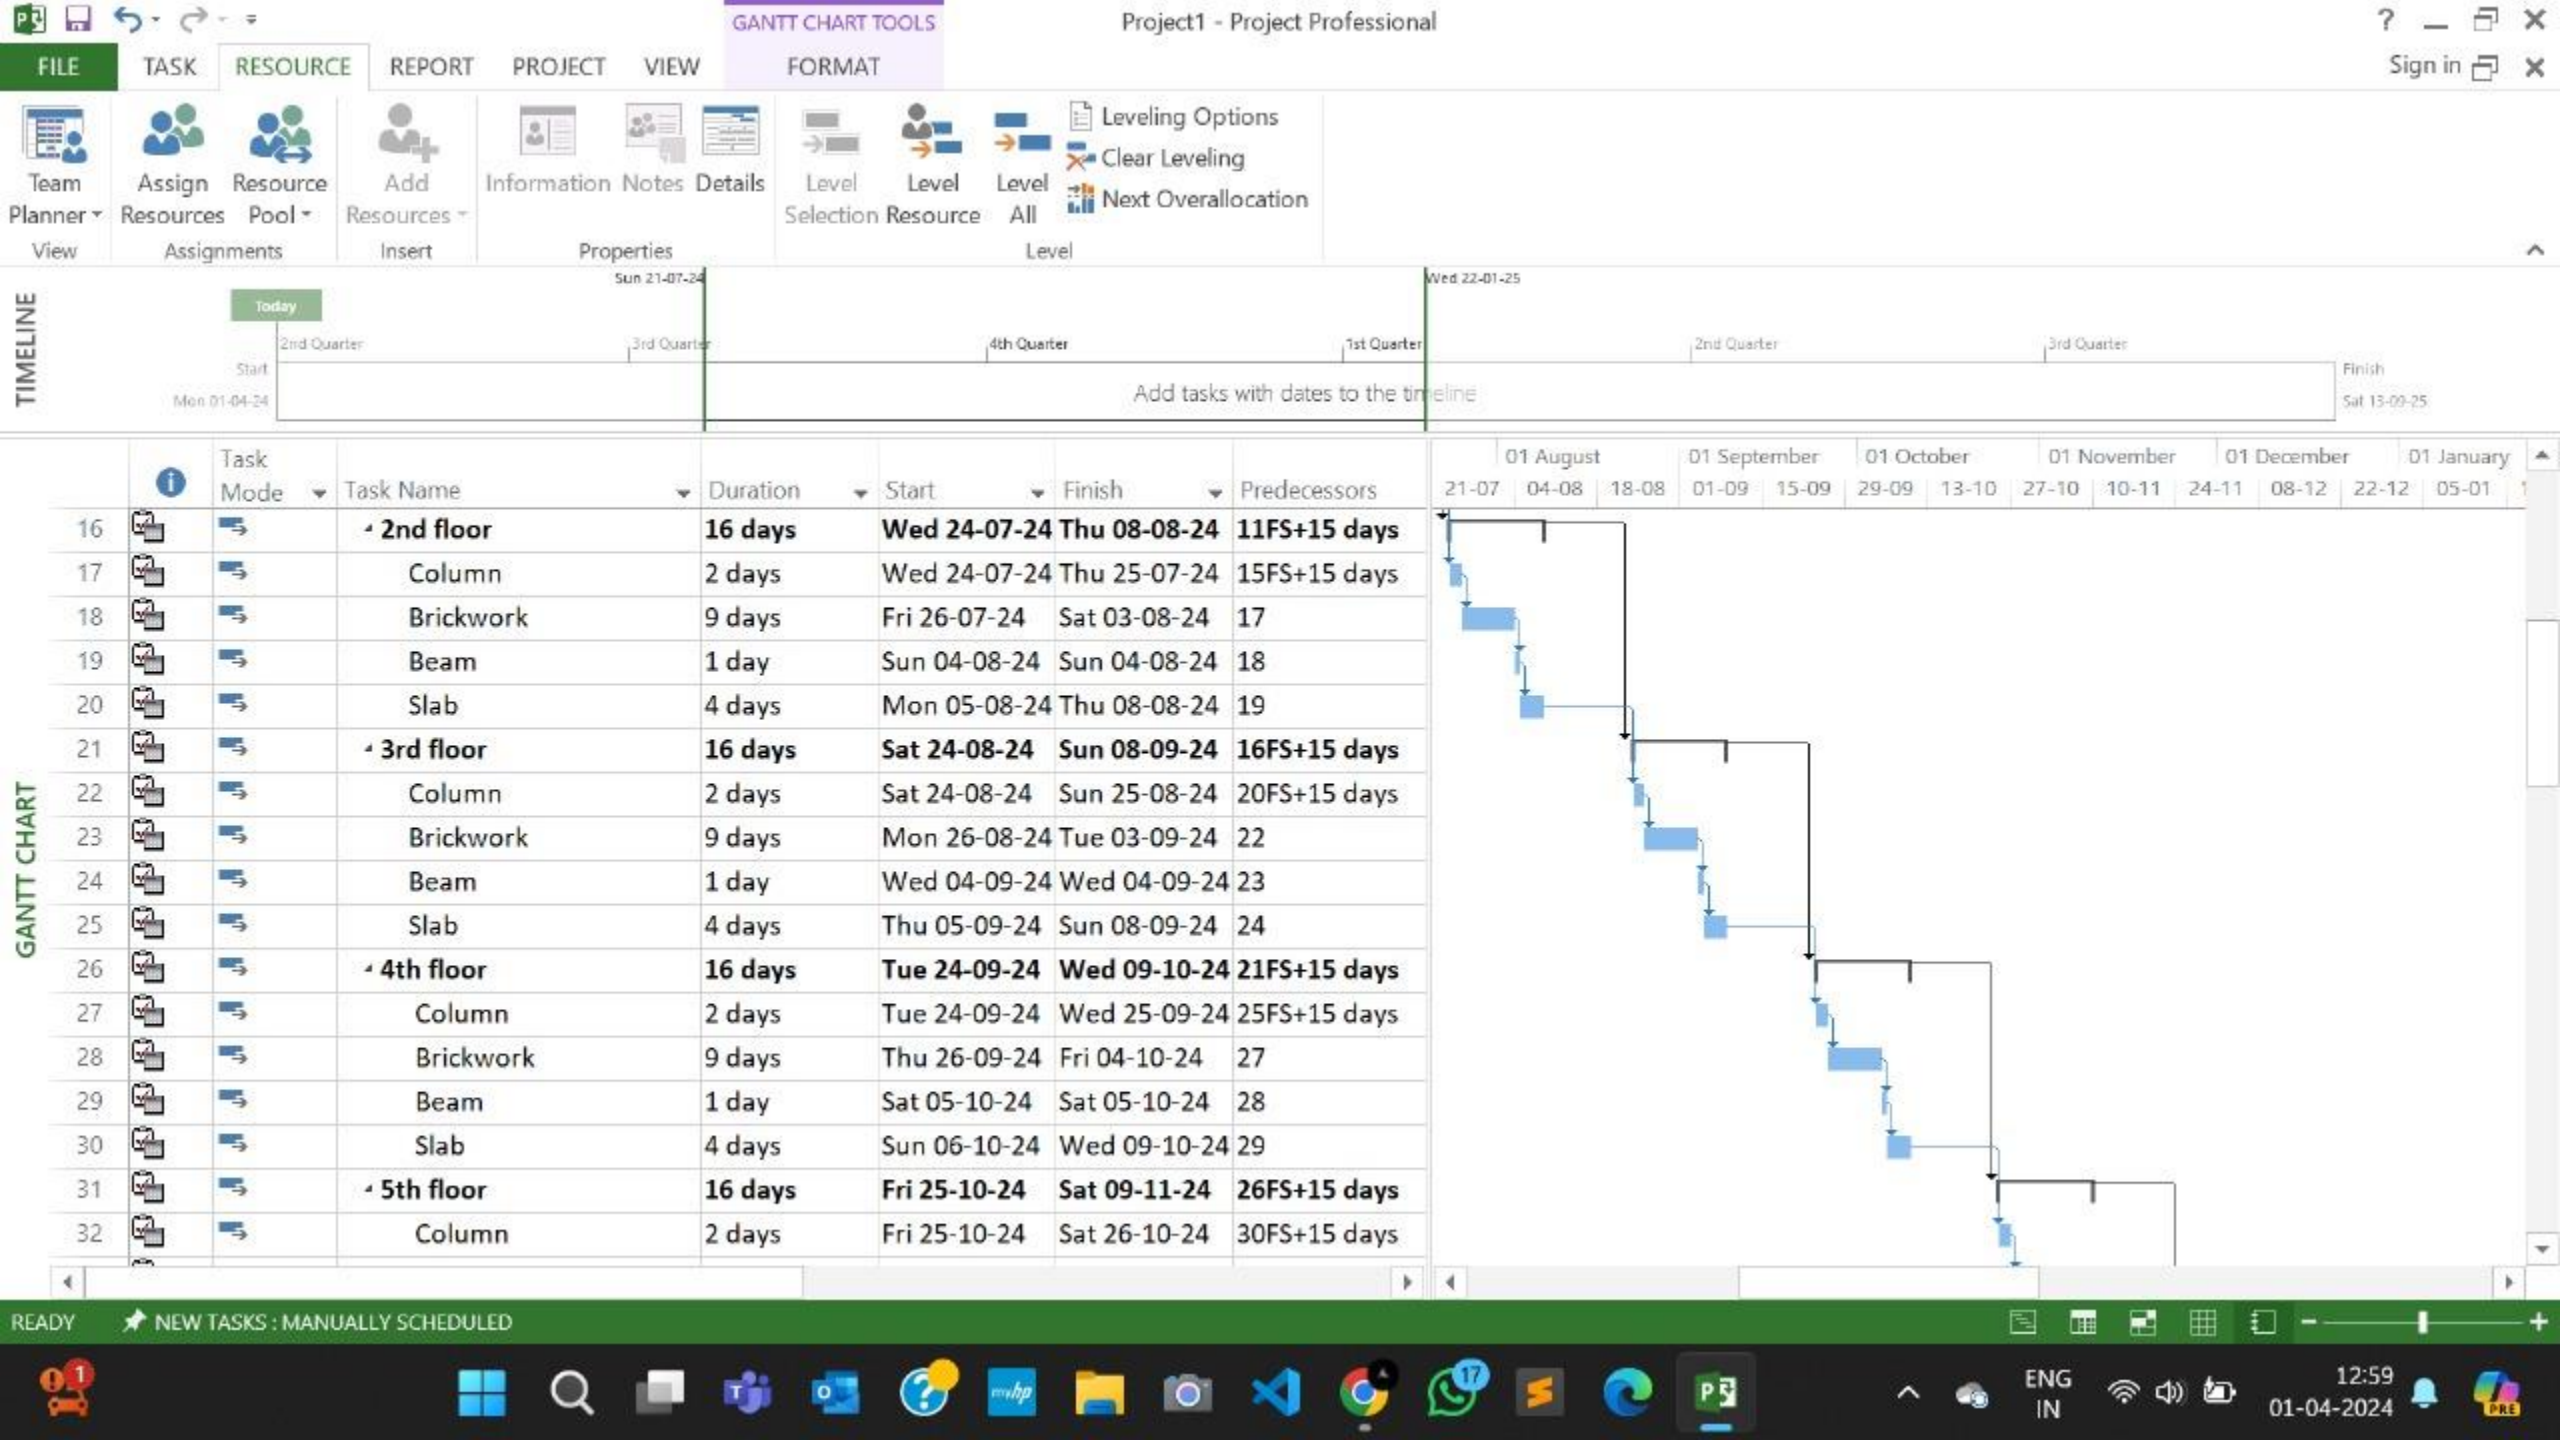 GANTT CHART TOOLS
Project1 - Project Professional
?
FILE TASK RESOURCE REPORT PROJECT VIEW FORMAT
Sign in
Team Planner
Assign Resources
Resource Pool
Add Resources
Information
Notes
Details
Level Selection
Level Resource
Level All
Leveling Options
Clear Leveling
Next Overallocation
View Assignments Insert Properties Level
TIMELINE
Sun 21-07-24
Wed 22-01-25
Today
2nd Quarter 3rd Quarter 4th Quarter 1st Quarter 2nd Quarter 3rd Quarter
Start
Mon 01-04-24
Add tasks with dates to the timeline
Finish
Sat 13-09-25
GANTT CHART
Task Mode Task Name Duration Start Finish Predecessors
01 August 01 September 01 October 01 November 01 December 01 January
21-07 04-08 18-08 01-09 15-09 29-09 13-10 27-10 10-11 24-11 08-12 22-12 05-01
16 2nd floor 16 days Wed 24-07-24 Thu 08-08-24 11FS+15 days
17 Column 2 days Wed 24-07-24 Thu 25-07-24 15FS+15 days
18 Brickwork 9 days Fri 26-07-24 Sat 03-08-24 17
19 Beam 1 day Sun 04-08-24 Sun 04-08-24 18
20 Slab 4 days Mon 05-08-24 Thu 08-08-24 19
21 3rd floor 16 days Sat 24-08-24 Sun 08-09-24 16FS+15 days
22 Column 2 days Sat 24-08-24 Sun 25-08-24 20FS+15 days
23 Brickwork 9 days Mon 26-08-24 Tue 03-09-24 22
24 Beam 1 day Wed 04-09-24 Wed 04-09-24 23
25 Slab 4 days Thu 05-09-24 Sun 08-09-24 24
26 4th floor 16 days Tue 24-09-24 Wed 09-10-24 21FS+15 days
27 Column 2 days Tue 24-09-24 Wed 25-09-24 25FS+15 days
28 Brickwork 9 days Thu 26-09-24 Fri 04-10-24 27
29 Beam 1 day Sat 05-10-24 Sat 05-10-24 28
30 Slab 4 days Sun 06-10-24 Wed 09-10-24 29
31 5th floor 16 days Fri 25-10-24 Sat 09-11-24 26FS+15 days
32 Column 2 days Fri 25-10-24 Sat 26-10-24 30FS+15 days
READY NEW TASKS : MANUALLY SCHEDULED
1
myhp
17
ENG
IN
12:59
01-04-2024
PRE